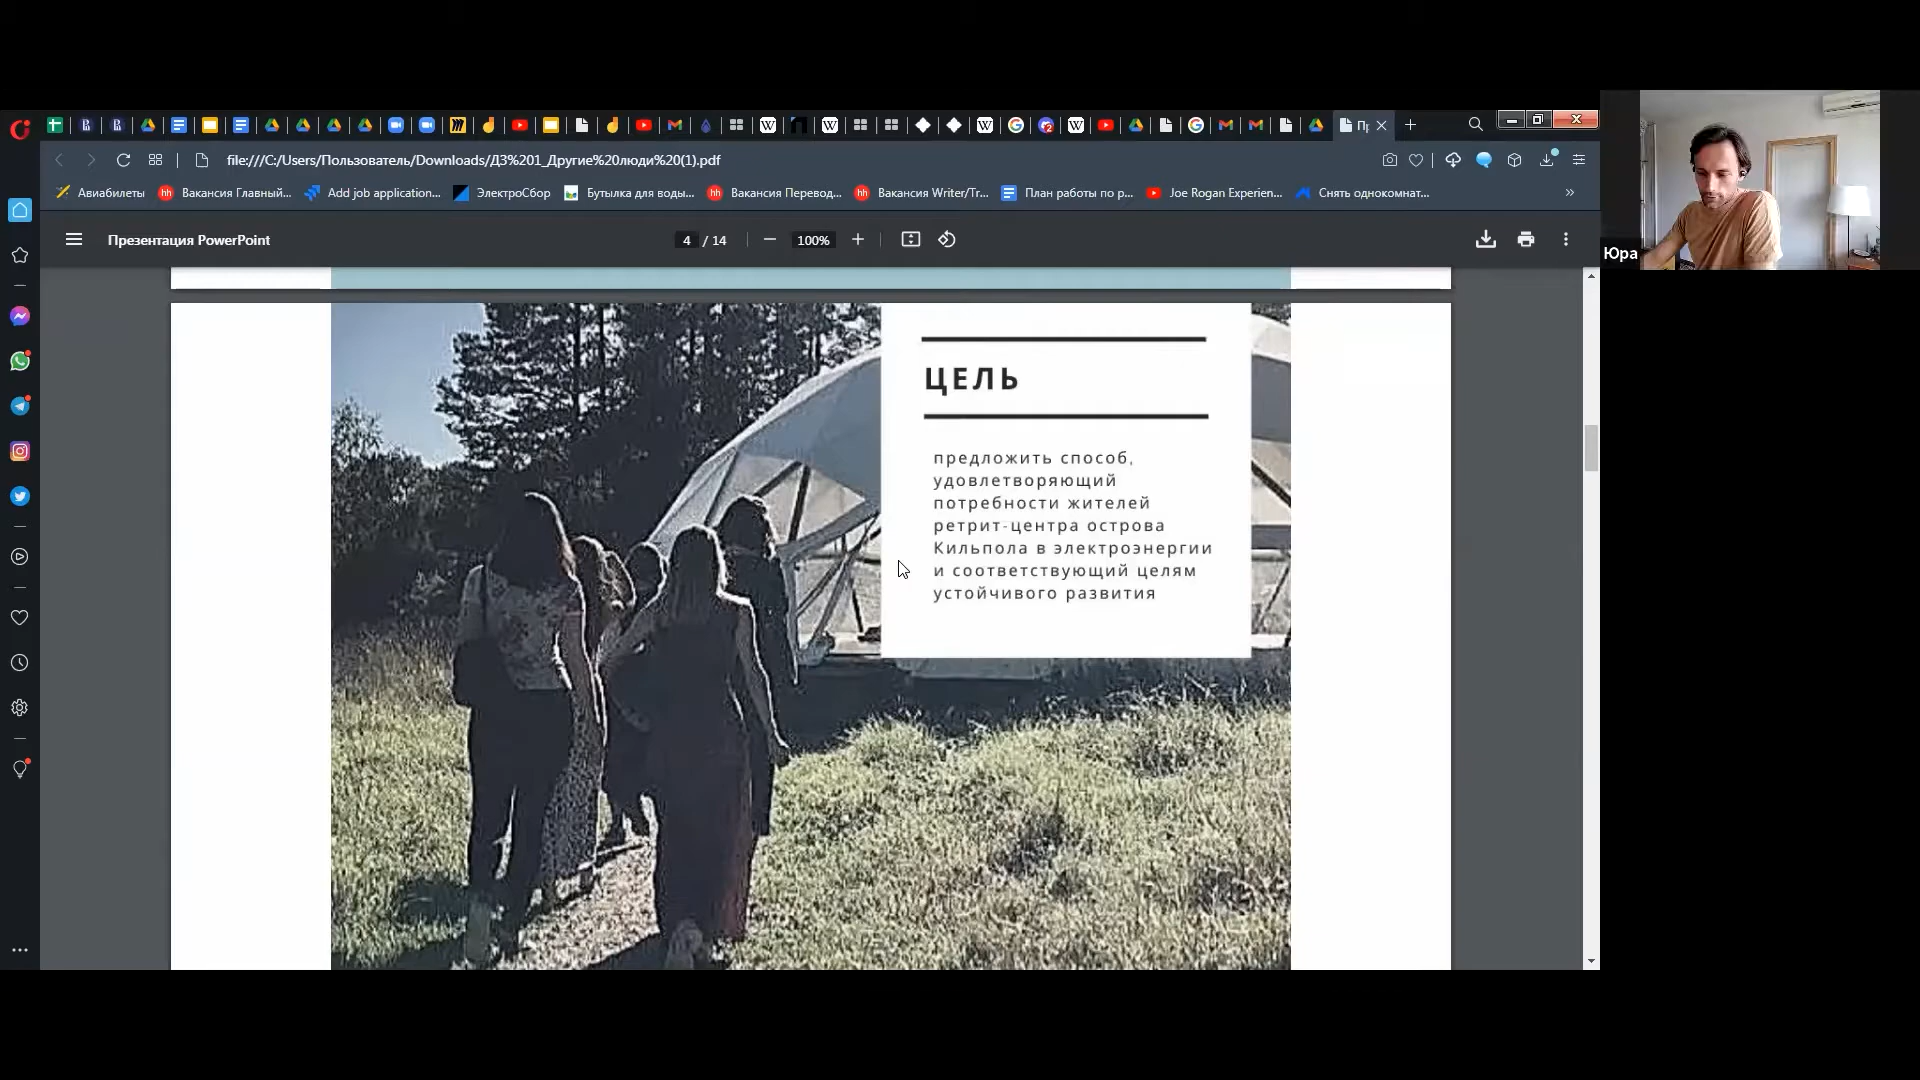 file:///C:/Users/Пользователь/Downloads/ДЗ%201_Другие%20люди%20(1).pdf
Авиабилеты
Вакансия Главный...
Add job application...
ЭлектроСбор
Бутылка для воды...
Вакансия Перевод...
Вакансия Writer/Tr...
План работы по р...
Joe Rogan Experien...
Снять однокомнат...
Презентация PowerPoint
4 / 14
100%
Юра
ЦЕЛЬ
предложить способ,
удовлетворяющий
потребности жителей
ретрит-центра острова
Кильпола в электроэнергии
и соответствующий целям
устойчивого развития